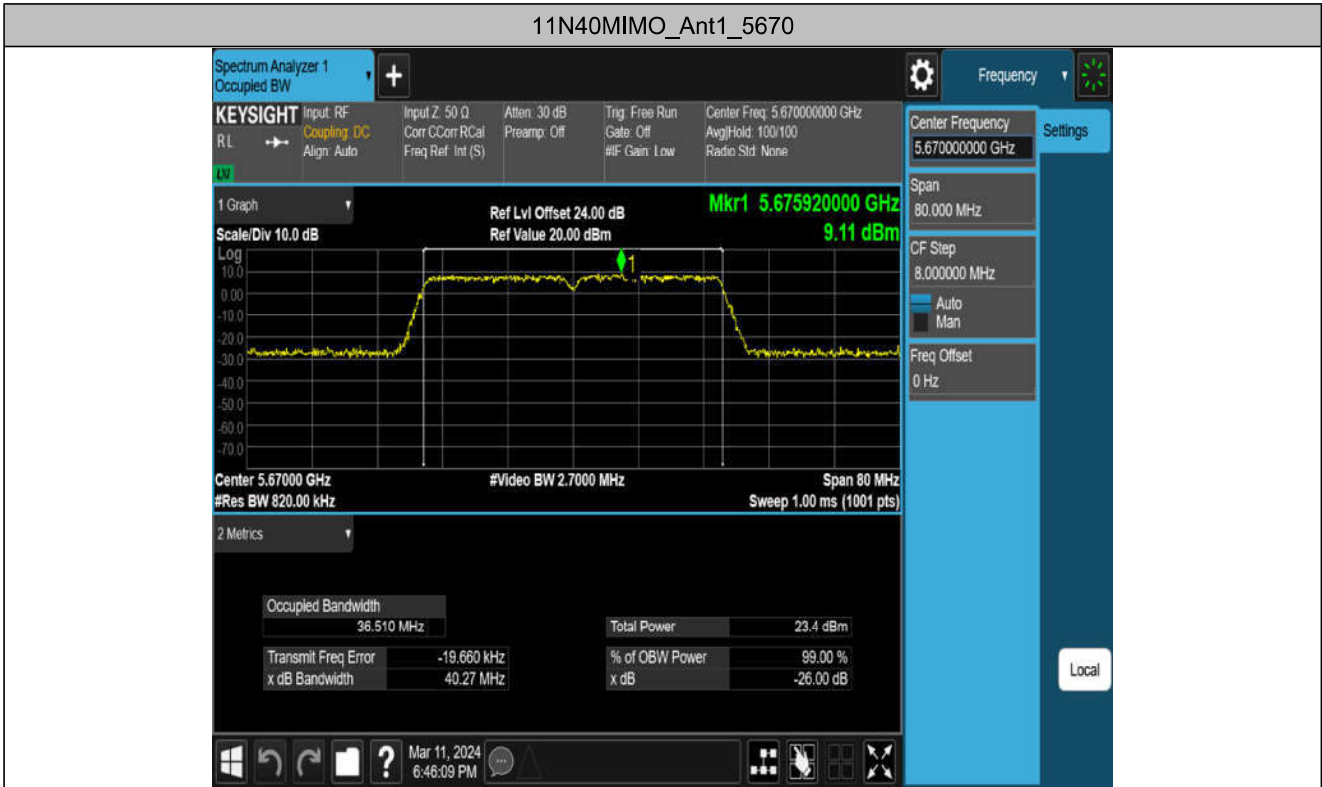 11N40MIMO_Ant1_5670
Spectrum Analyzer 1
Occupied BW
Frequency
KEYSIGHT
R L
LXI
Input: RF
Coupling: DC
Align: Auto
Input Z: 50 Ω
Corr CCorr RCal
Freq Ref: Int (S)
Atten: 30 dB
Preamp: Off
Trig: Free Run
Gate: Off
#IF Gain: Low
Center Freq: 5.670000000 GHz
Avg|Hold: 100/100
Radio Std: None
Center Frequency
5.670000000 GHz
Settings
Span
80.000 MHz
CF Step
8.000000 MHz
Auto
Man
Freq Offset
0 Hz
Local
1 Graph
Scale/Div 10.0 dB
Ref Lvl Offset 24.00 dB
Ref Value 20.00 dBm
Mkr1 5.675920000 GHz
9.11 dBm
Log
10.0
0.00
-10.0
-20.0
-30.0
-40.0
-50.0
-60.0
-70.0
1
Center 5.67000 GHz
#Video BW 2.7000 MHz
Span 80 MHz
#Res BW 820.00 kHz
Sweep 1.00 ms (1001 pts)
2 Metrics
Occupied Bandwidth
36.510 MHz
Total Power 23.4 dBm
Transmit Freq Error -19.660 kHz
% of OBW Power 99.00 %
x dB Bandwidth 40.27 MHz
x dB -26.00 dB
?
Mar 11, 2024
6:46:09 PM